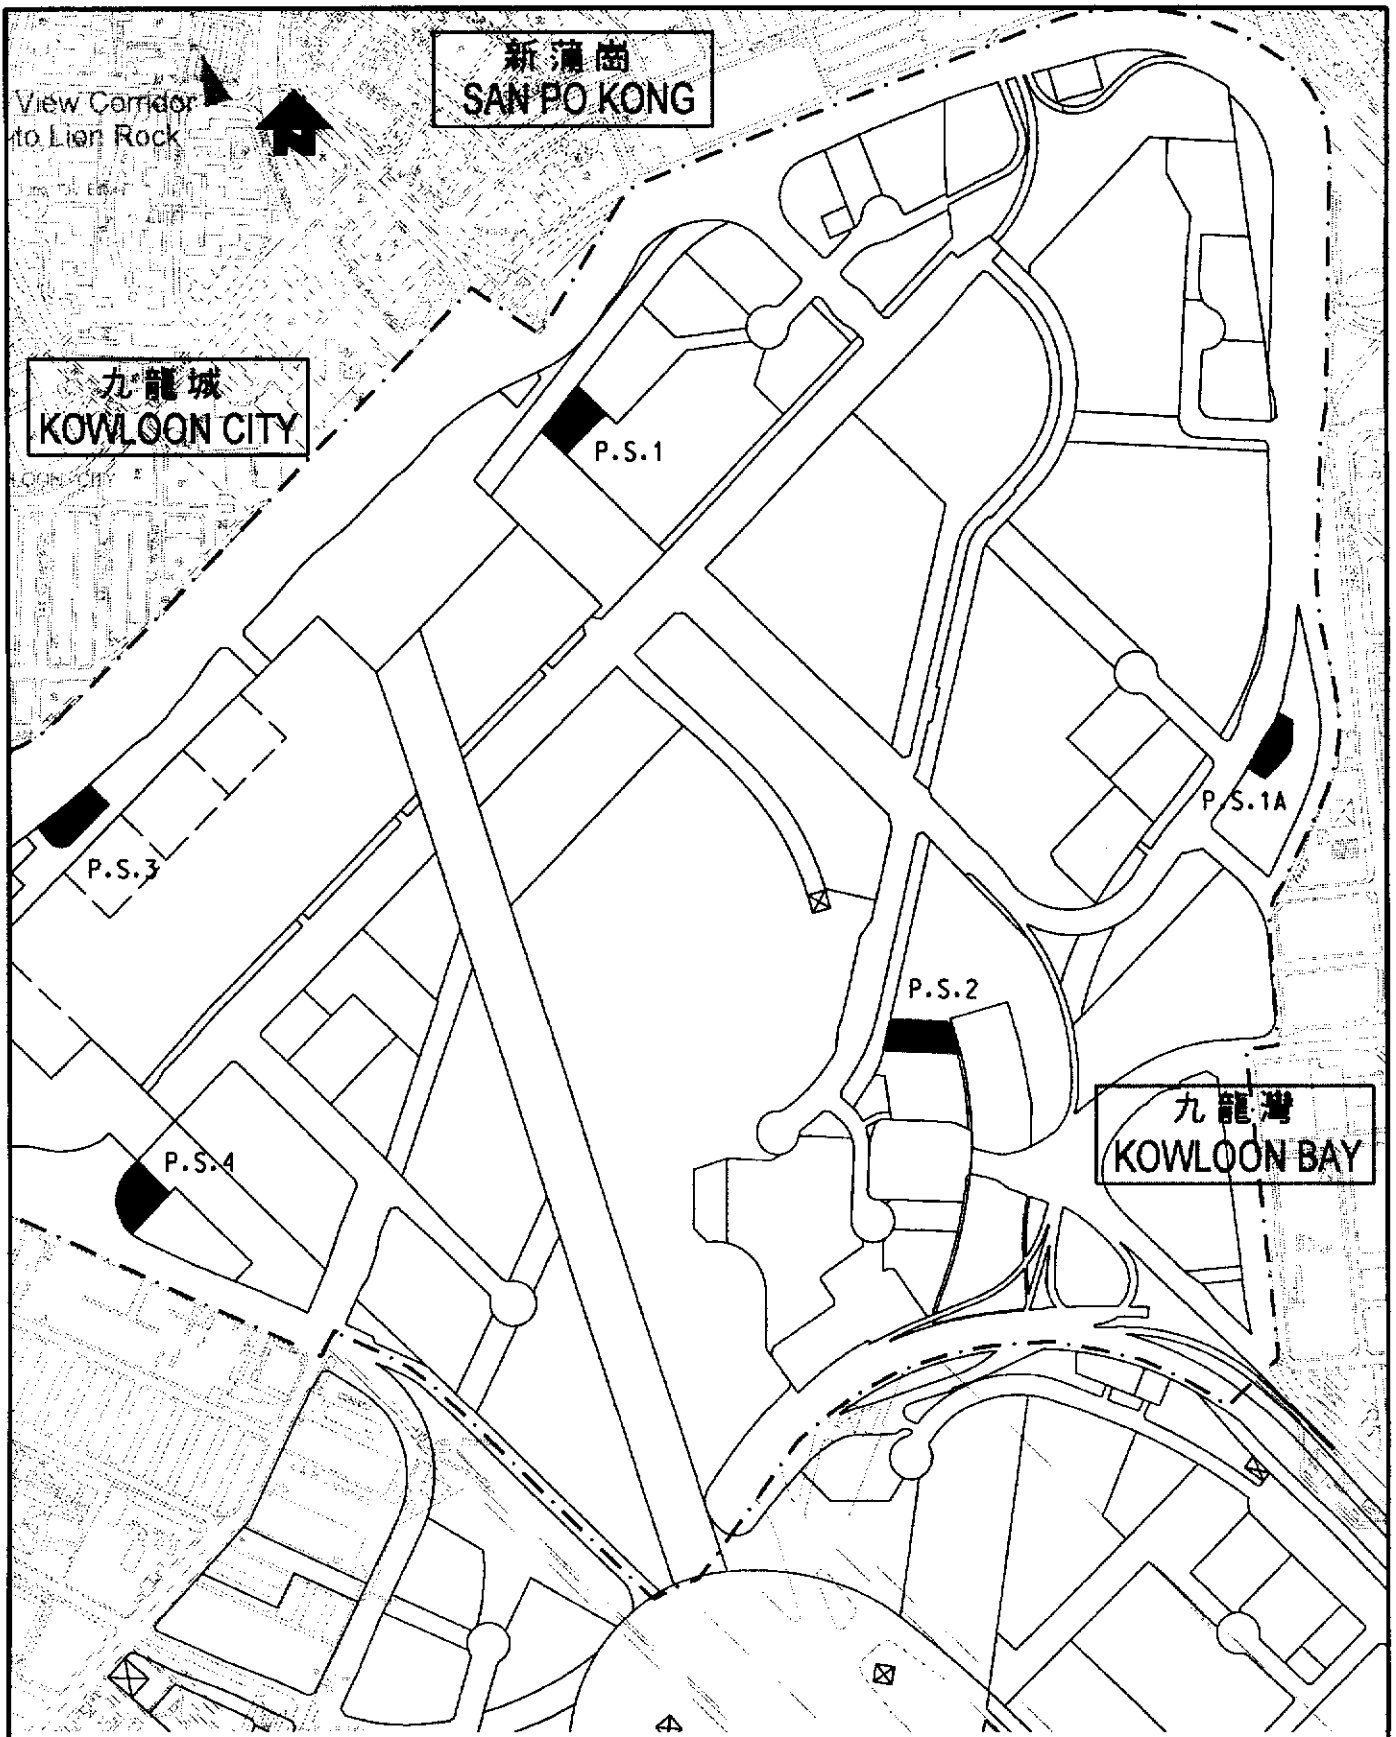 新蒲崗
SAN PO KONG
View Corridor
to Lion Rock
N
九龍城
KOWLOON CITY
P.S.1
P.S.1A
P.S.3
P.S.2
九龍灣
KOWLOON BAY
P.S.4